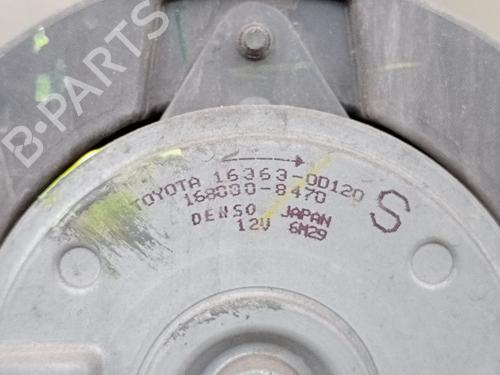 B-PARTS
TOYOTA 16363-0D120
168000-8470
DENSO JAPAN
12V 6M29
S